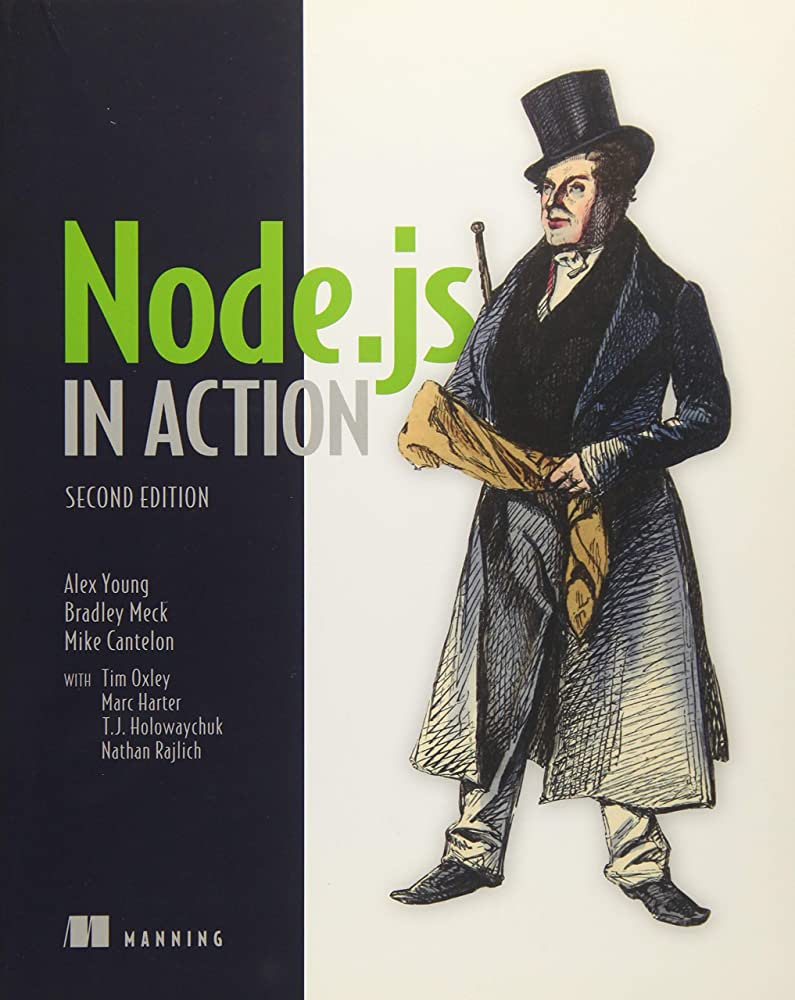 Node.js
IN ACTION
SECOND EDITION
Alex Young
Bradley Meck
Mike Cantelon
WITH Tim Oxley
Marc Harter
T.J. Holowaychuk
Nathan Rajlich
MANNING